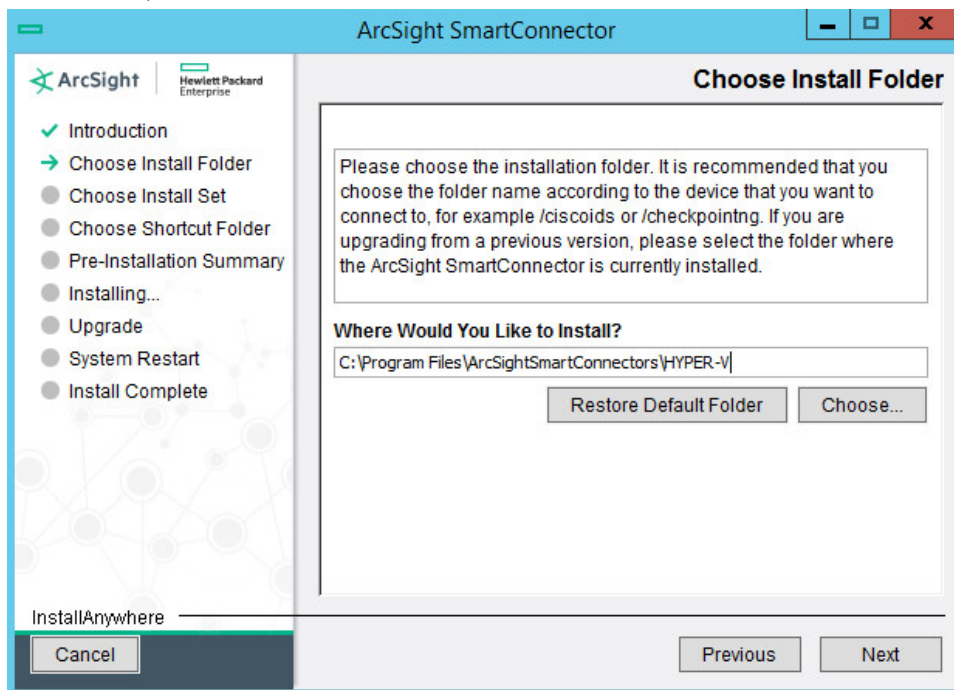 ArcSight SmartConnector
ArcSight
Hewlett Packard
Enterprise
Choose Install Folder
Introduction
Choose Install Folder
Choose Install Set
Choose Shortcut Folder
Pre-Installation Summary
Installing...
Upgrade
System Restart
Install Complete
Please choose the installation folder. It is recommended that you
choose the folder name according to the device that you want to
connect to, for example /ciscoids or /checkpointng. If you are
upgrading from a previous version, please select the folder where
the ArcSight SmartConnector is currently installed.
Where Would You Like to Install?
C:\Program Files\ArcSightSmartConnectors\HYPER-V
Restore Default Folder
Choose...
InstallAnywhere
Cancel
Previous
Next